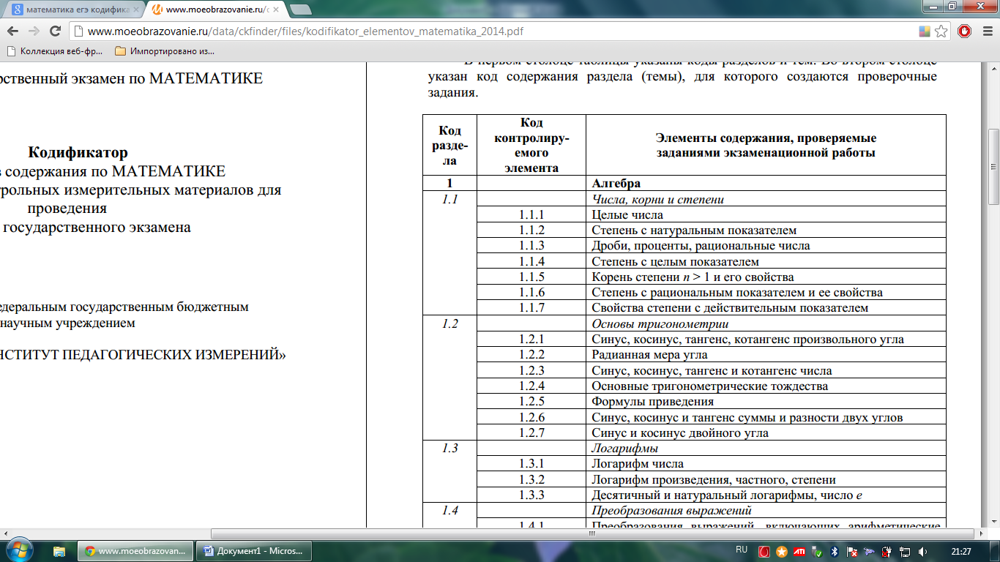 математика егэ кодифика
www.moeobrazovanie.ru/
www.moeobrazovanie.ru/data/ckfinder/files/kodifikator_elementov_matematika_2014.pdf
Коллекция веб-фр...
Импортировано из...
рственный экзамен по МАТЕМАТИКЕ
Кодификатор
в содержания по МАТЕМАТИКЕ
трольных измерительных материалов для
проведения
государственного экзамена
едеральным государственным бюджетным
научным учреждением
НСТИТУТ ПЕДАГОГИЧЕСКИХ ИЗМЕРЕНИЙ»
В первом столбце таблицы указаны коды разделов и тем. Во втором столбце
указан код содержания раздела (темы), для которого создаются проверочные
задания.
Код
разде-
ла
Код
контролиру-
емого
элемента
Элементы содержания, проверяемые
заданиями экзаменационной работы
1 Алгебра
1.1 Числа, корни и степени
1.1.1 Целые числа
1.1.2 Степень с натуральным показателем
1.1.3 Дроби, проценты, рациональные числа
1.1.4 Степень с целым показателем
1.1.5 Корень степени n > 1 и его свойства
1.1.6 Степень с рациональным показателем и ее свойства
1.1.7 Свойства степени с действительным показателем
1.2 Основы тригонометрии
1.2.1 Синус, косинус, тангенс, котангенс произвольного угла
1.2.2 Радианная мера угла
1.2.3 Синус, косинус, тангенс и котангенс числа
1.2.4 Основные тригонометрические тождества
1.2.5 Формулы приведения
1.2.6 Синус, косинус и тангенс суммы и разности двух углов
1.2.7 Синус и косинус двойного угла
1.3 Логарифмы
1.3.1 Логарифм числа
1.3.2 Логарифм произведения, частного, степени
1.3.3 Десятичный и натуральный логарифмы, число e
1.4 Преобразования выражений
1.4.1 Преобразования выражений, включающих арифметические
www.moeobrazovan...
Документ1 - Micros...
RU
ATI
21:27